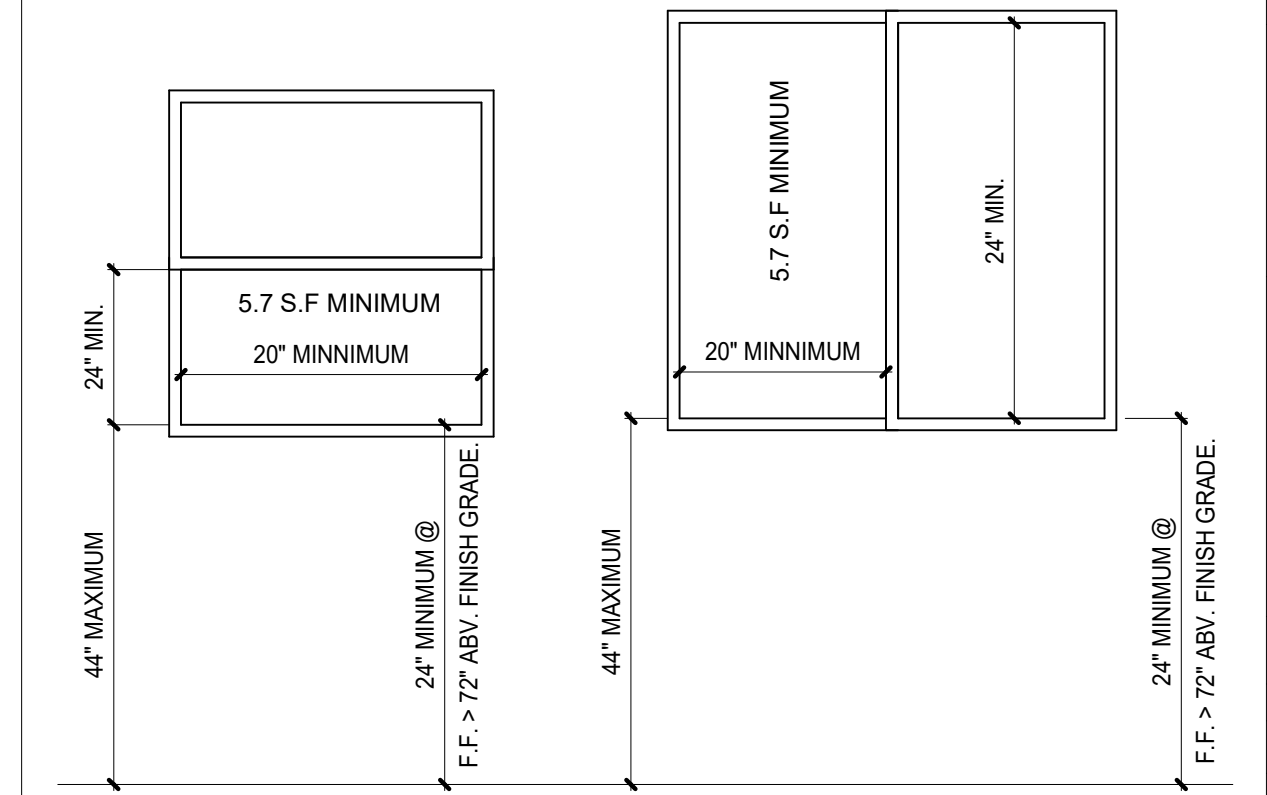 5.7 S.F MINIMUM
20" MINNIMUM
24" MIN.
44" MAXIMUM
24" MINIMUM @
F.F. > 72" ABV. FINISH GRADE.
5.7 S.F MINIMUM
20" MINNIMUM
24" MIN.
44" MAXIMUM
24" MINIMUM @
F.F. > 72" ABV. FINISH GRADE.